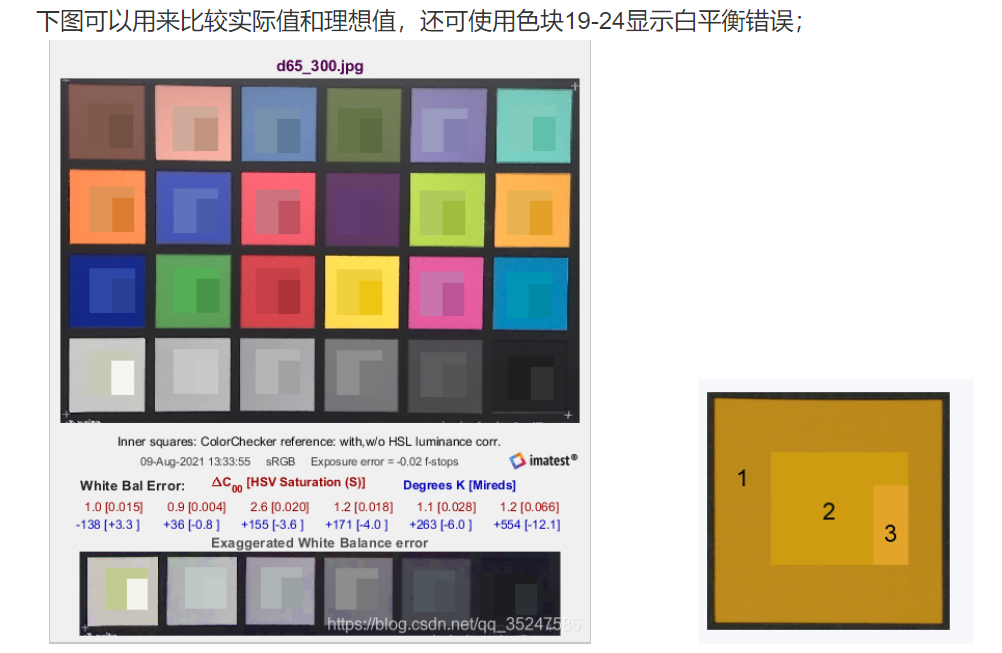 下图可以用来比较实际值和理想值，还可使用色块19-24显示白平衡错误；
d65_300.jpg
Inner squares: ColorChecker reference: with,w/o HSL luminance corr.
09-Aug-2021 13:33:55 sRGB Exposure error = -0.02 f-stops
imatest®
White Bal Error: ΔC00 [HSV Saturation (S)] Degrees K [Mireds]
1.0 [0.015] 0.9 [0.004] 2.6 [0.020] 1.2 [0.018] 1.1 [0.028] 1.2 [0.066]
-138 [+3.3 ] +36 [-0.8 ] +155 [-3.6 ] +171 [-4.0 ] +263 [-6.0 ] +554 [-12.1]
Exaggerated White Balance error
https://blog.csdn.net/qq_35247586
1
2
3